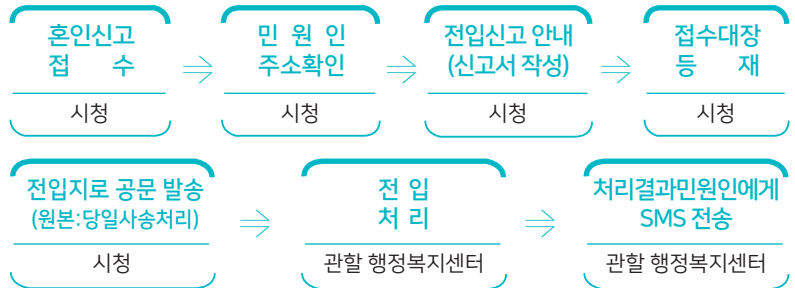 혼인신고
접 수
시청
민 원 인
주소확인
시청
전입신고 안내
(신고서 작성)
시청
접수대장
등 재
시청
전입지로 공문 발송
(원본:당일사송처리)
시청
전 입
처 리
관할 행정복지센터
처리결과민원인에게
SMS 전송
관할 행정복지센터